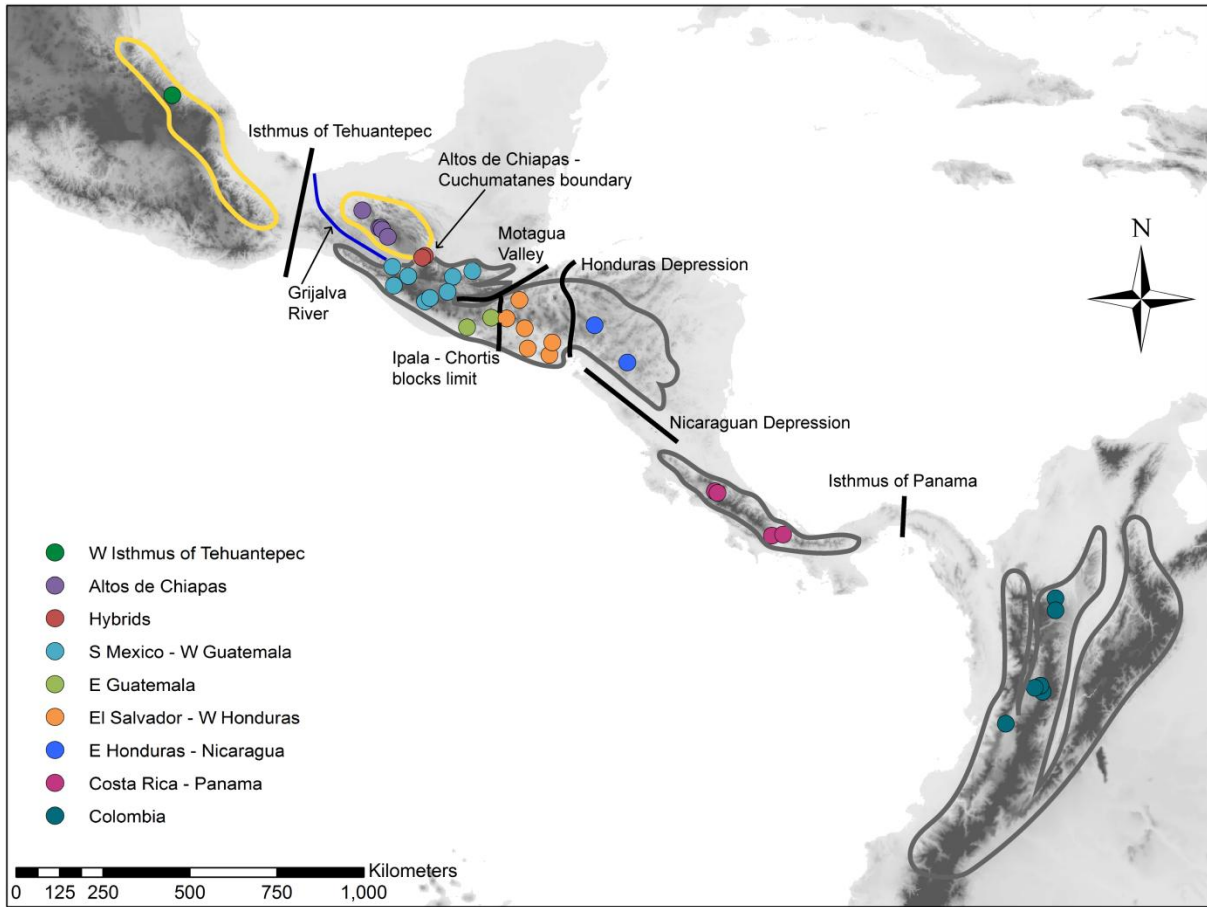 Isthmus of Tehuantepec
Altos de Chiapas -
Cuchumatanes boundary
Motagua
Valley
Honduras Depression
Grijalva
River
Ipala - Chortis
blocks limit
Nicaraguan Depression
Isthmus of Panama
N
W Isthmus of Tehuantepec
Altos de Chiapas
Hybrids
S Mexico - W Guatemala
E Guatemala
El Salvador - W Honduras
E Honduras - Nicaragua
Costa Rica - Panama
Colombia
Kilometers
0 125 250 500 750 1,000